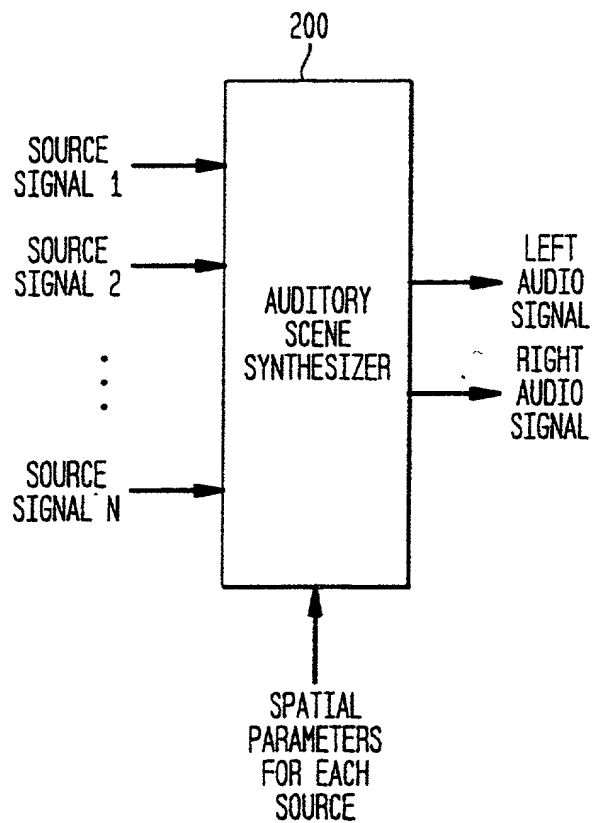 200
SOURCE
SIGNAL 1
SOURCE
SIGNAL 2
SOURCE
SIGNAL N
AUDITORY
SCENE
SYNTHESIZER
LEFT
AUDIO
SIGNAL
RIGHT
AUDIO
SIGNAL
SPATIAL
PARAMETERS
FOR EACH
SOURCE